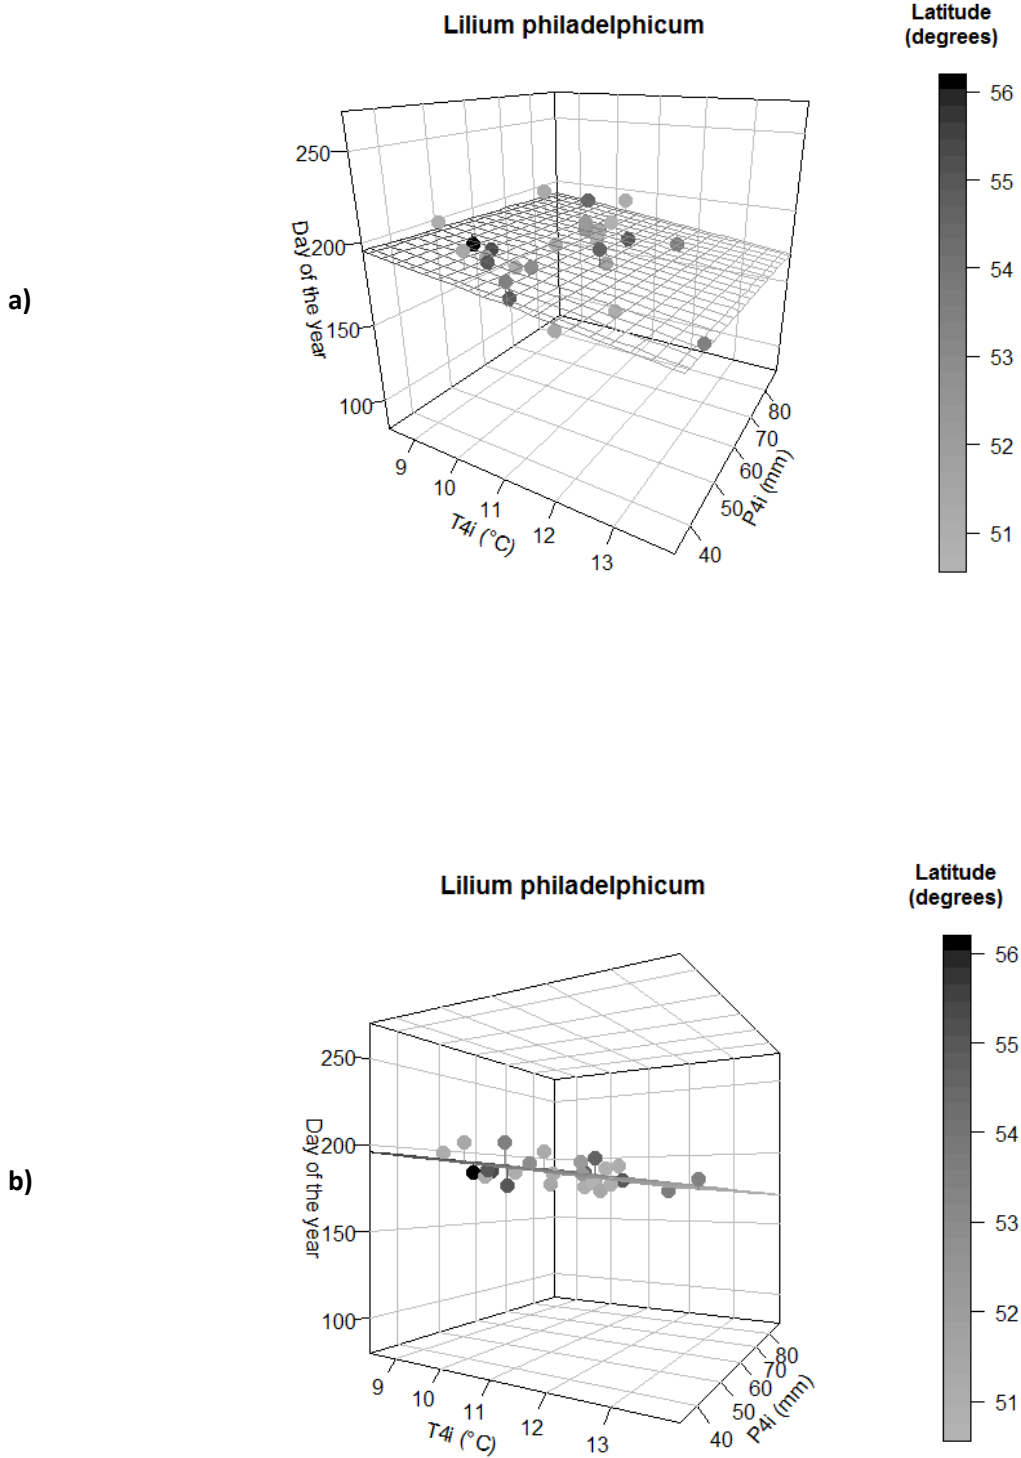 Lilium philadelphicum
Latitude
(degrees)
a)
250
200
150
100
Day of the year
9
10
11
12
13
T4i (°C)
40
50
60
70
80
P4i (mm)
56
55
54
53
52
51
Lilium philadelphicum
Latitude
(degrees)
b)
250
200
150
100
Day of the year
9
10
11
12
13
T4i (°C)
40
50
60
70
80
P4i (mm)
56
55
54
53
52
51